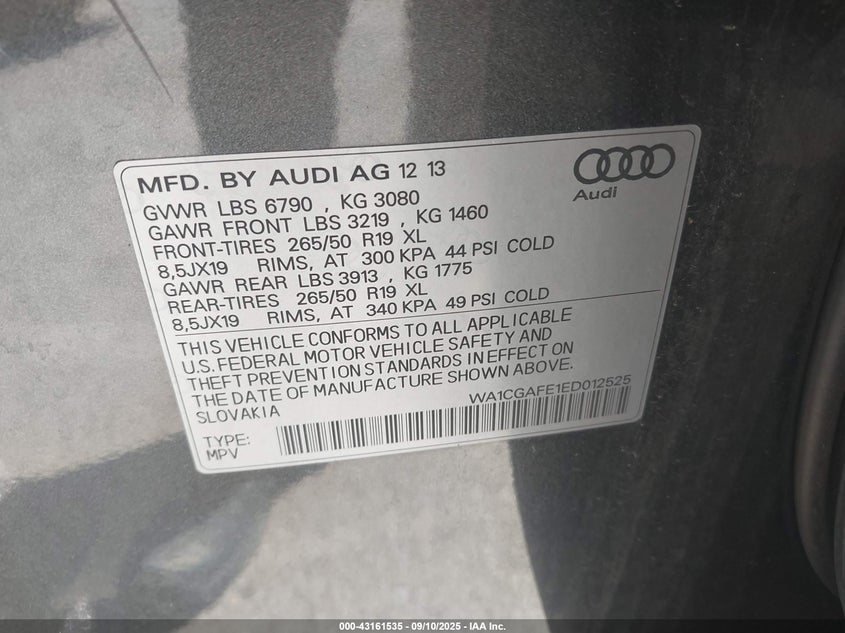 MFD. BY AUDI AG 12 13
Audi
GVWR LBS 6790 , KG 3080
GAWR FRONT LBS 3219 , KG 1460
FRONT-TIRES 265/50 R19 XL
8,5JX19 RIMS, AT 300 KPA 44 PSI COLD
GAWR REAR LBS 3913 , KG 1775
REAR-TIRES 265/50 R19 XL
8,5JX19 RIMS, AT 340 KPA 49 PSI COLD
THIS VEHICLE CONFORMS TO ALL APPLICABLE
U.S. FEDERAL MOTOR VEHICLE SAFETY AND
THEFT PREVENTION STANDARDS IN EFFECT ON
THE DATE OF MANUFACTURE SHOWN ABOVE.
SLOVAKIA
WA1CGAFE1ED012525
TYPE:
MPV
000-43161535 - 09/10/2025 - IAA Inc.